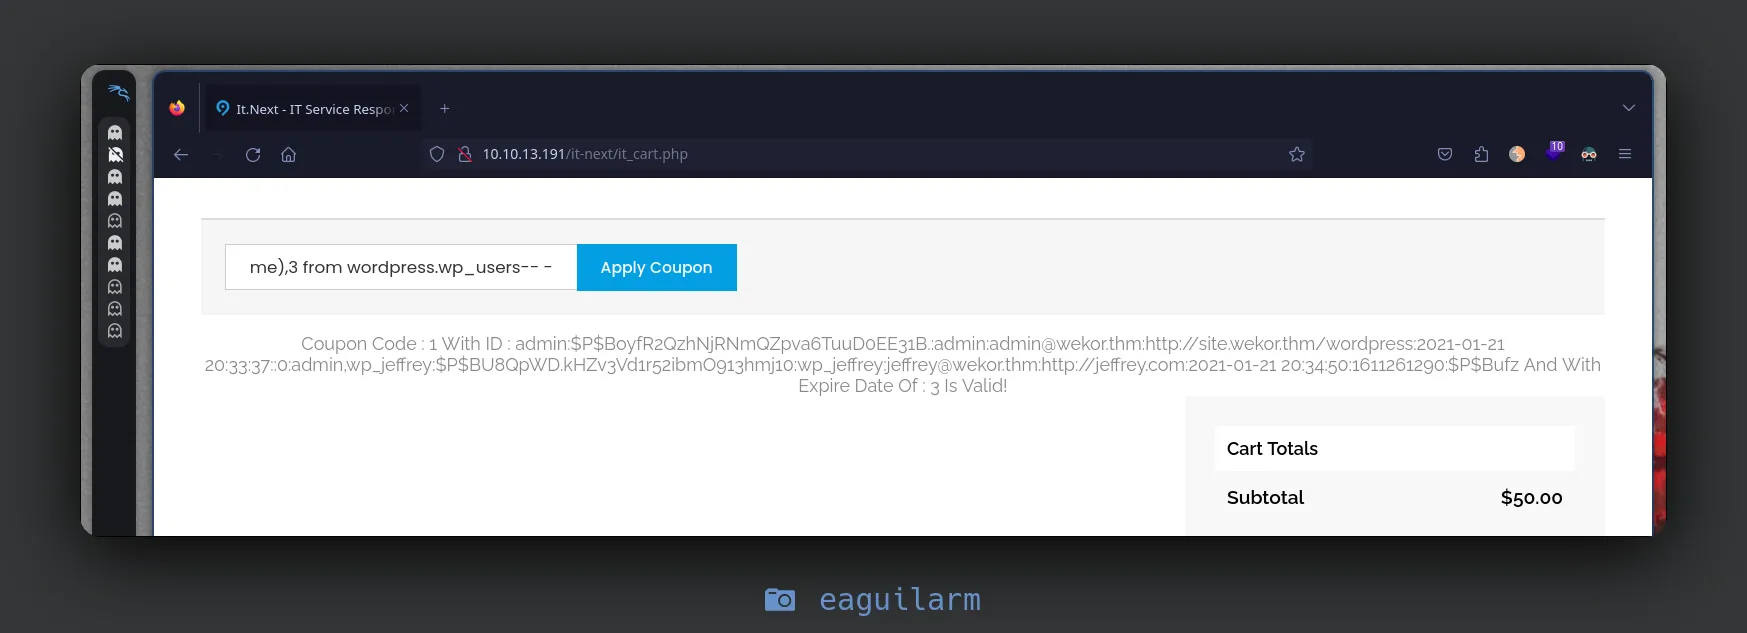 It.Next - IT Service Respo
10.10.13.191/it-next/it_cart.php
10
me),3 from wordpress.wp_users-- -
Apply Coupon
Coupon Code : 1 With ID : admin:$P$BoyfR2QzhNjRNmQZpva6TuuD0EE31B.:admin:admin@wekor.thm:http://site.wekor.thm/wordpress:2021-01-21
20:33:37::0:admin,wp_jeffrey:$P$BU8QpWD.kHZv3Vd1r52ibmO913hmj10:wp_jeffrey:jeffrey@wekor.thm:http://jeffrey.com:2021-01-21 20:34:50:1611261290:$P$Bufz And With
Expire Date Of : 3 Is Valid!
Cart Totals
Subtotal $50.00
eaguilarm